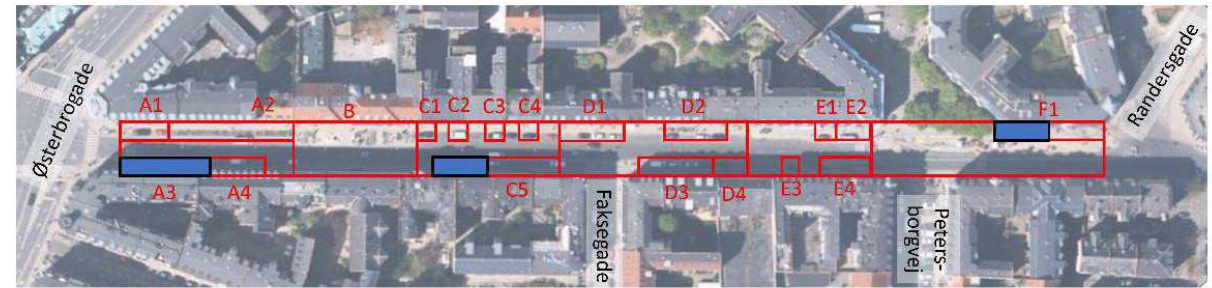 Østerbrogade
A1
A2
B
C1
C2
C3
C4
D1
D2
E1
E2
F1
Randersgade
A3
A4
C5
Faksegade
D3
D4
E3
E4
Peters-
borgvej